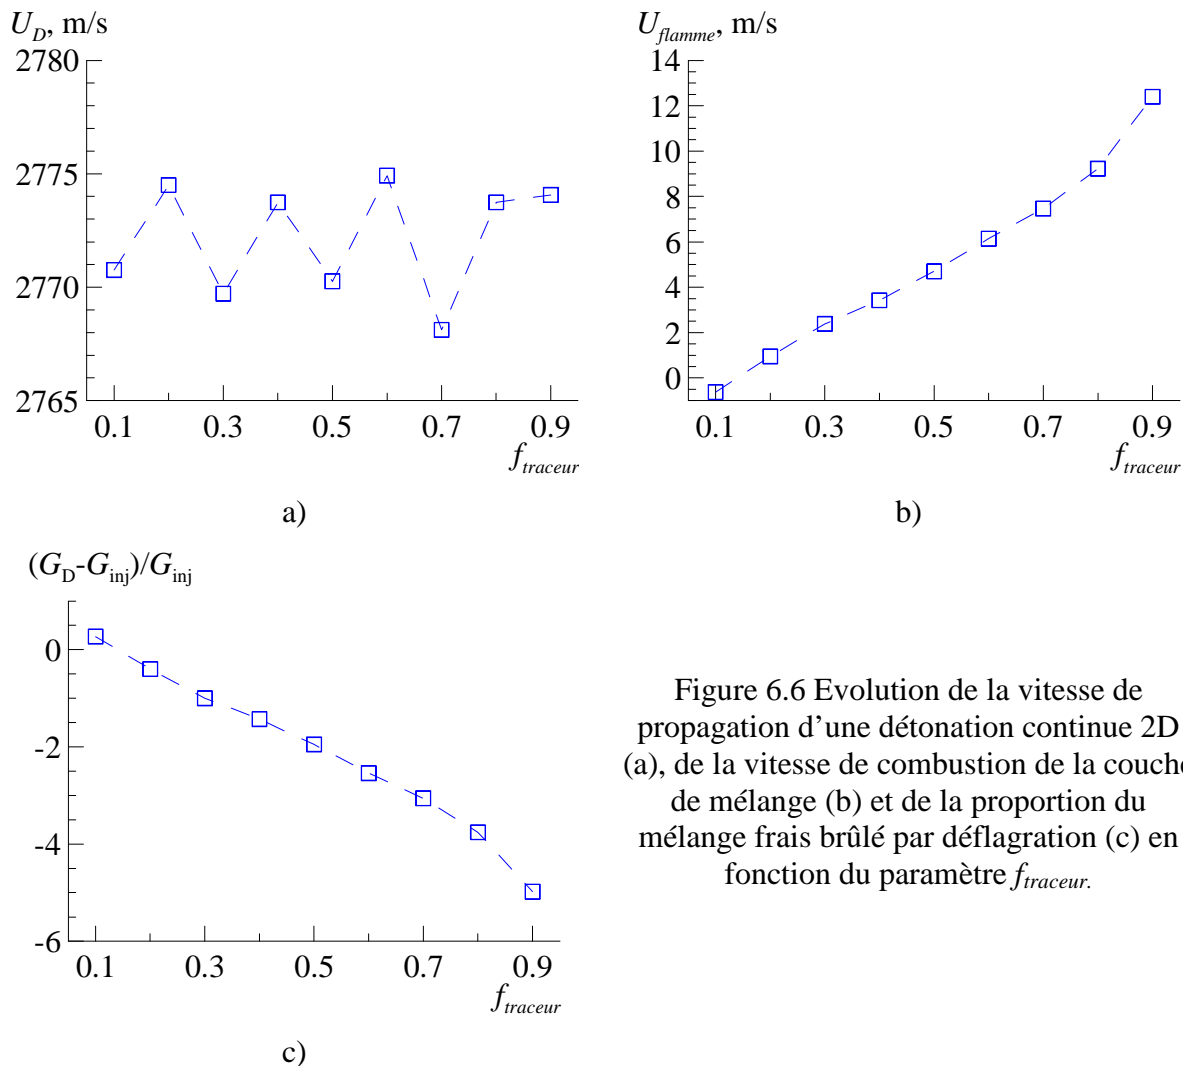 U_D, m/s
2780
2775
2770
2765
0.1 0.3 0.5 0.7 0.9
f_traceur
a)
U_flamme, m/s
14
12
10
8
6
4
2
0
0.1 0.3 0.5 0.7 0.9
f_traceur
b)
(G_D-G_inj)/G_inj
0
-2
-4
-6
0.1 0.3 0.5 0.7 0.9
f_traceur
c)
Figure 6.6 Evolution de la vitesse de
propagation d’une détonation continue 2D
(a), de la vitesse de combustion de la couche
de mélange (b) et de la proportion du
mélange frais brûlé par déflagration (c) en
fonction du paramètre f_traceur.